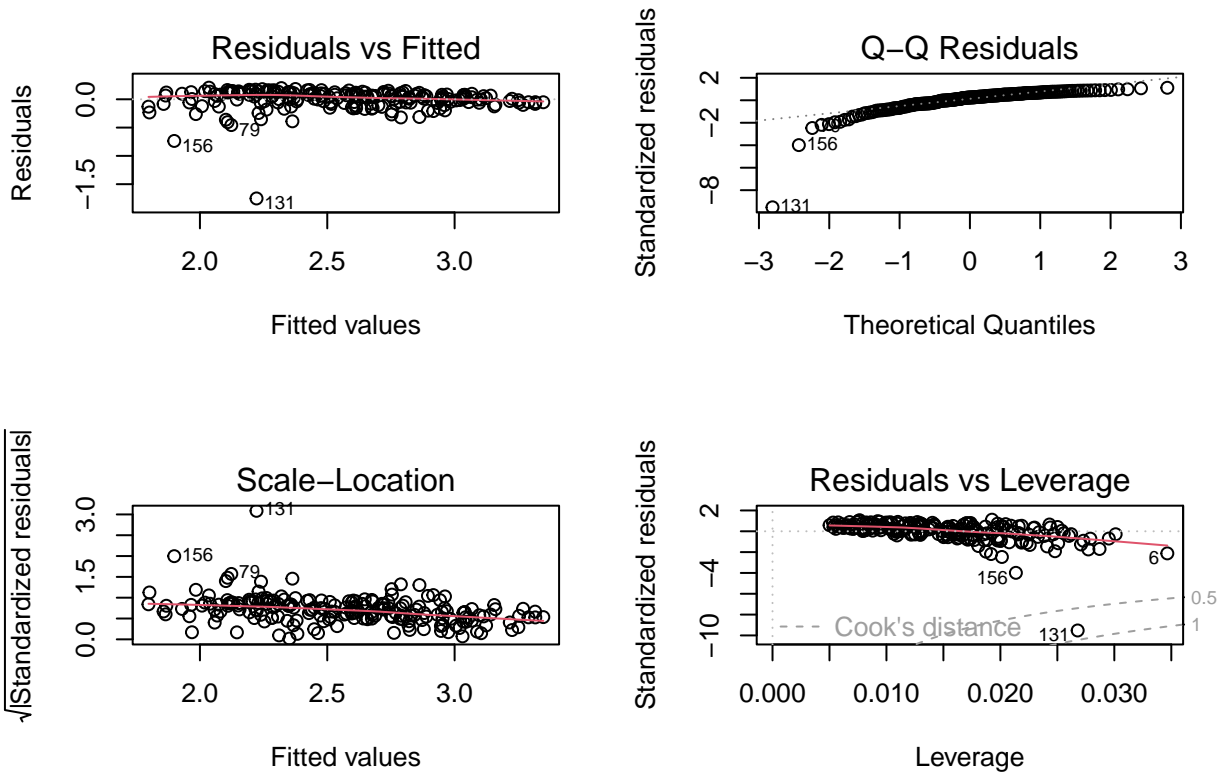 Residuals vs Fitted
Residuals
0.0
−1.5
79
156
131
2.0 2.5 3.0
Fitted values
Q−Q Residuals
Standardized residuals
2
−2
−8
156
131
−3 −2 −1 0 1 2 3
Theoretical Quantiles
Scale−Location
√|Standardized residuals|
3.0
1.5
0.0
131
156
79
2.0 2.5 3.0
Fitted values
Residuals vs Leverage
Standardized residuals
2
−4
−10
6
156
131
Cook's distance
0.5
1
0.000 0.010 0.020 0.030
Leverage